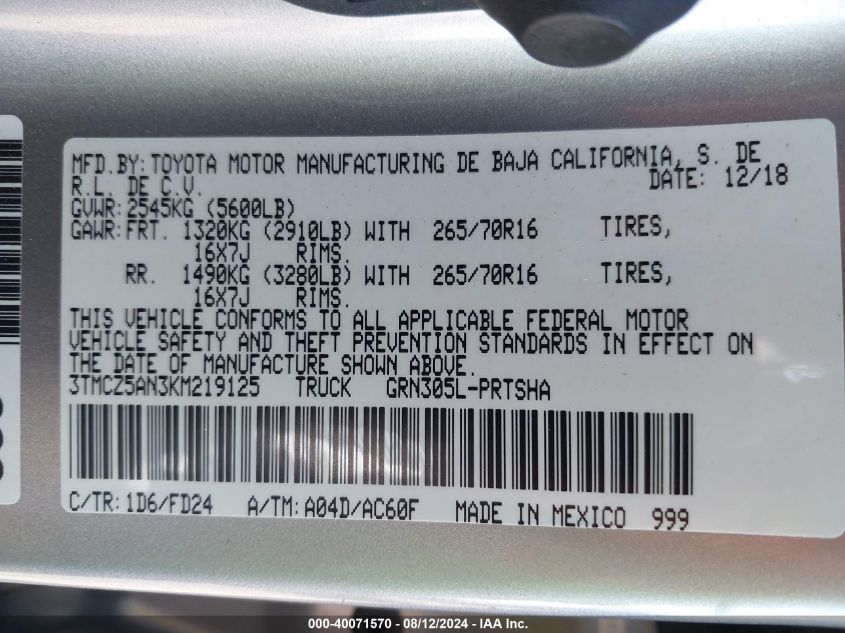 MFD.BY:TOYOTA MOTOR MANUFACTURING DE BAJA CALIFORNIA, S. DE
R.L. DE C.V. DATE: 12/18
GVWR:2545KG (5600LB)
GAWR:FRT. 1320KG (2910LB) WITH 265/70R16 TIRES,
16X7J RIMS.
RR. 1490KG (3280LB) WITH 265/70R16 TIRES,
16X7J RIMS.
THIS VEHICLE CONFORMS TO ALL APPLICABLE FEDERAL MOTOR
VEHICLE SAFETY AND THEFT PREVENTION STANDARDS IN EFFECT ON
THE DATE OF MANUFACTURE SHOWN ABOVE.
3TMCZ5AN3KM219125 TRUCK GRN305L-PRTSHA
C/TR:1D6/FD24 A/TM:A04D/AC60F MADE IN MEXICO 999
000-40071570 - 08/12/2024 - IAA Inc.